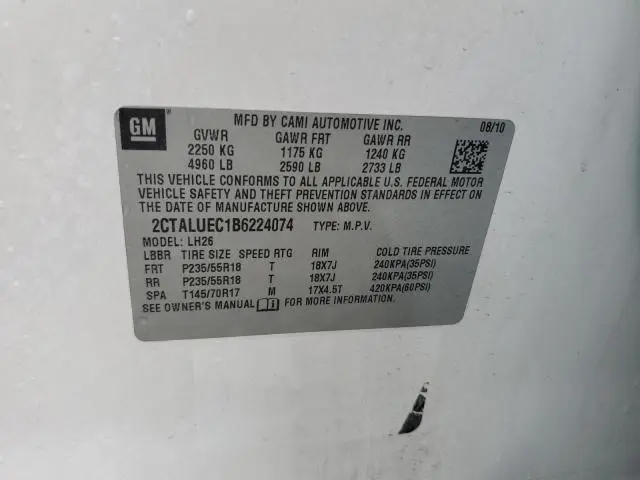 GM
MFD BY CAMI AUTOMOTIVE INC. 08/10
GVWR GAWR FRT GAWR RR
2250 KG 1175 KG 1240 KG
4960 LB 2590 LB 2733 LB
THIS VEHICLE CONFORMS TO ALL APPLICABLE U.S. FEDERAL MOTOR
VEHICLE SAFETY AND THEFT PREVENTION STANDARDS IN EFFECT ON
THE DATE OF MANUFACTURE SHOWN ABOVE.
2CTALUEC1B6224074 TYPE: M.P.V.
MODEL: LH26
LBBR TIRE SIZE SPEED RTG RIM COLD TIRE PRESSURE
FRT P235/55R18 T 18X7J 240KPA(35PSI)
RR P235/55R18 T 18X7J 240KPA(35PSI)
SPA T145/70R17 M 17X4.5T 420KPA(60PSI)
SEE OWNER'S MANUAL FOR MORE INFORMATION